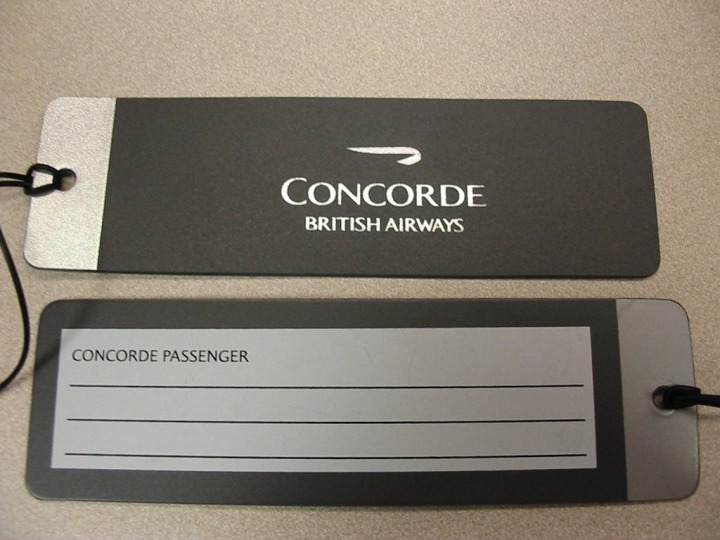 CONCORDE
BRITISH AIRWAYS
CONCORDE PASSENGER